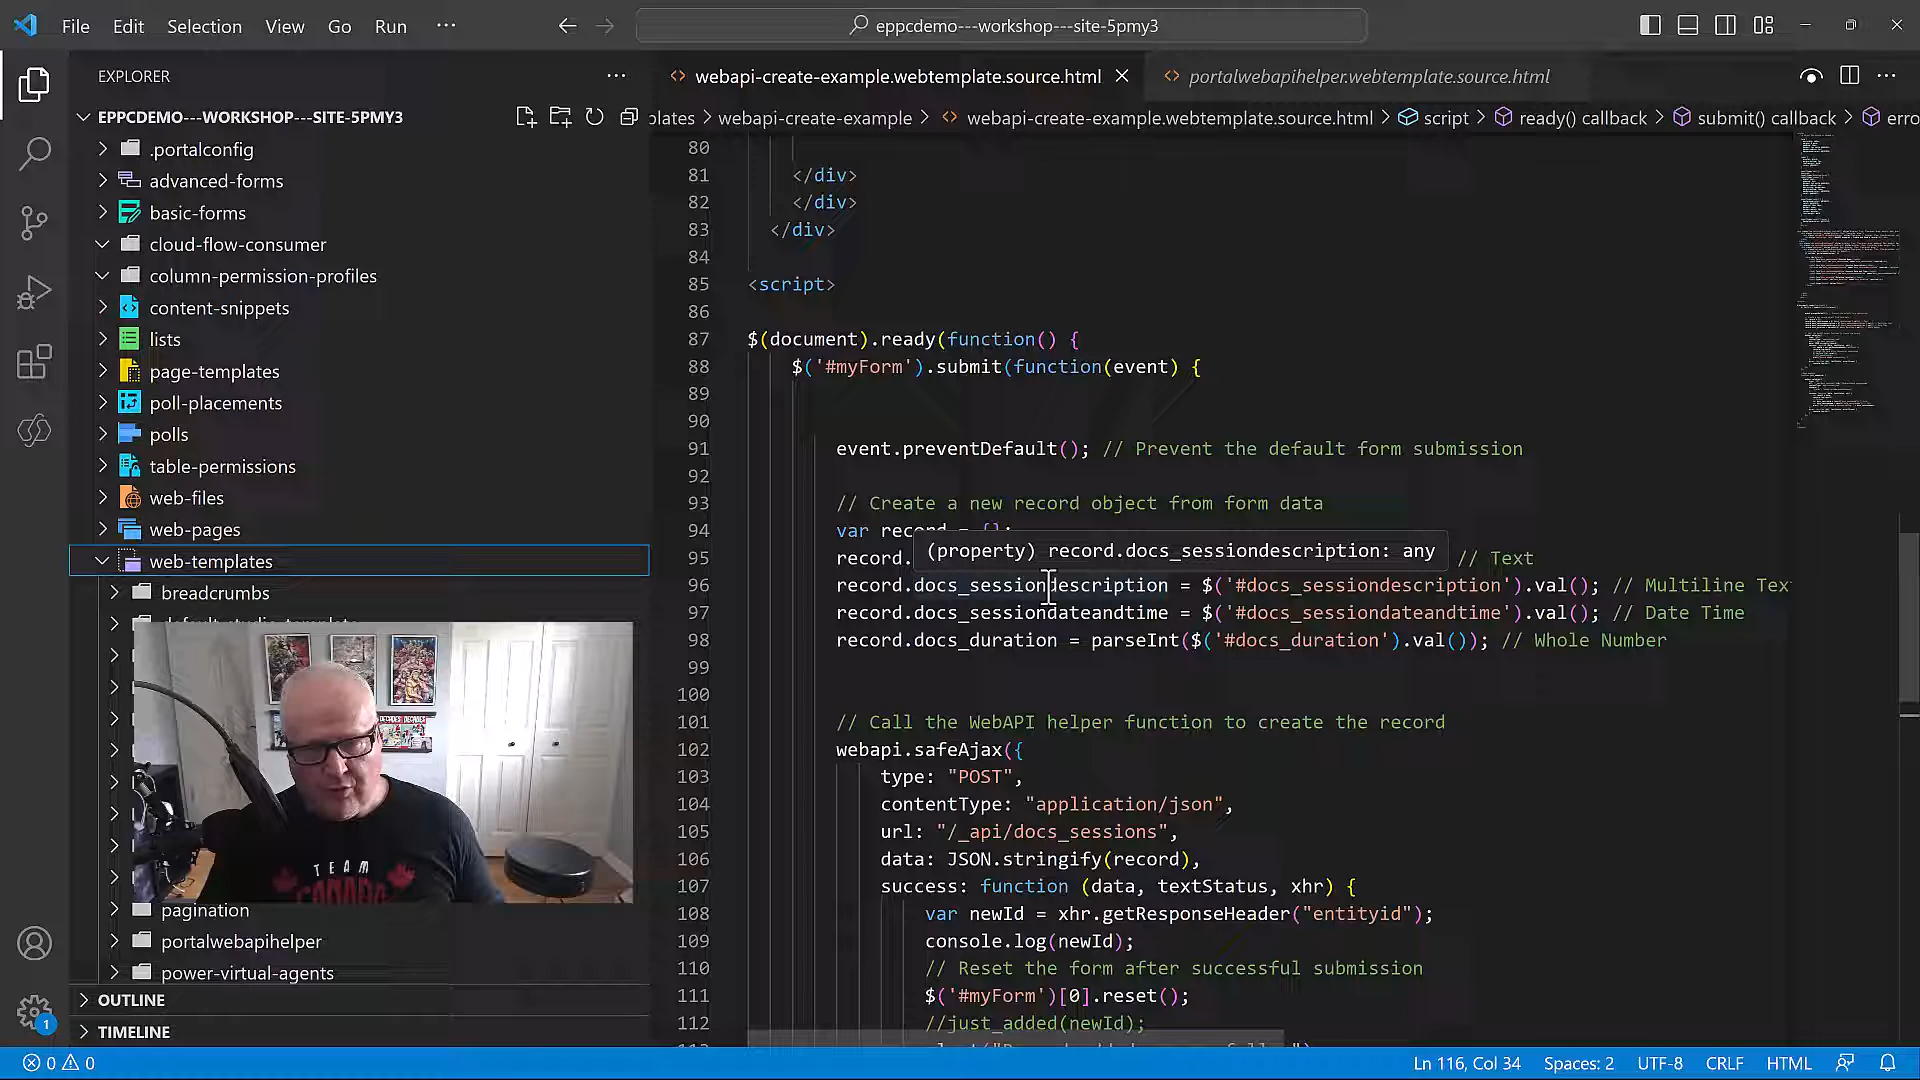 File Edit Selection View Go Run ···
eppcdemo---workshop---site-5pmy3
EXPLORER
webapi-create-example.webtemplate.source.html
portalwebapihelper.webtemplate.source.html
plates > webapi-create-example > webapi-create-example.webtemplate.source.html > script > ready() callback > submit() callback > erro
EPPCDEMO---WORKSHOP---SITE-5PMY3
.portalconfig
advanced-forms
basic-forms
cloud-flow-consumer
column-permission-profiles
content-snippets
lists
page-templates
poll-placements
polls
table-permissions
web-files
web-pages
web-templates
breadcrumbs
pagination
portalwebapihelper
power-virtual-agents
OUTLINE
TIMELINE
80
81 </div>
82 </div>
83 </div>
84
85 <script>
86
87 $(document).ready(function() {
88 $('#myForm').submit(function(event) {
89
90
91 event.preventDefault(); // Prevent the default form submission
92
93 // Create a new record object from form data
94 var record = {};
(property) record.docs_sessiondescription: any
95 record. // Text
96 record.docs_sessiondescription = $('#docs_sessiondescription').val(); // Multiline Tex
97 record.docs_sessiondateandtime = $('#docs_sessiondateandtime').val(); // Date Time
98 record.docs_duration = parseInt($('#docs_duration').val()); // Whole Number
99
100
101 // Call the WebAPI helper function to create the record
102 webapi.safeAjax({
103 type: "POST",
104 contentType: "application/json",
105 url: "/_api/docs_sessions",
106 data: JSON.stringify(record),
107 success: function (data, textStatus, xhr) {
108 var newId = xhr.getResponseHeader("entityid");
109 console.log(newId);
110 // Reset the form after successful submission
111 $('#myForm')[0].reset();
112 //just_added(newId);
TEAM
CANADA
1
0 0
Ln 116, Col 34 Spaces: 2 UTF-8 CRLF HTML